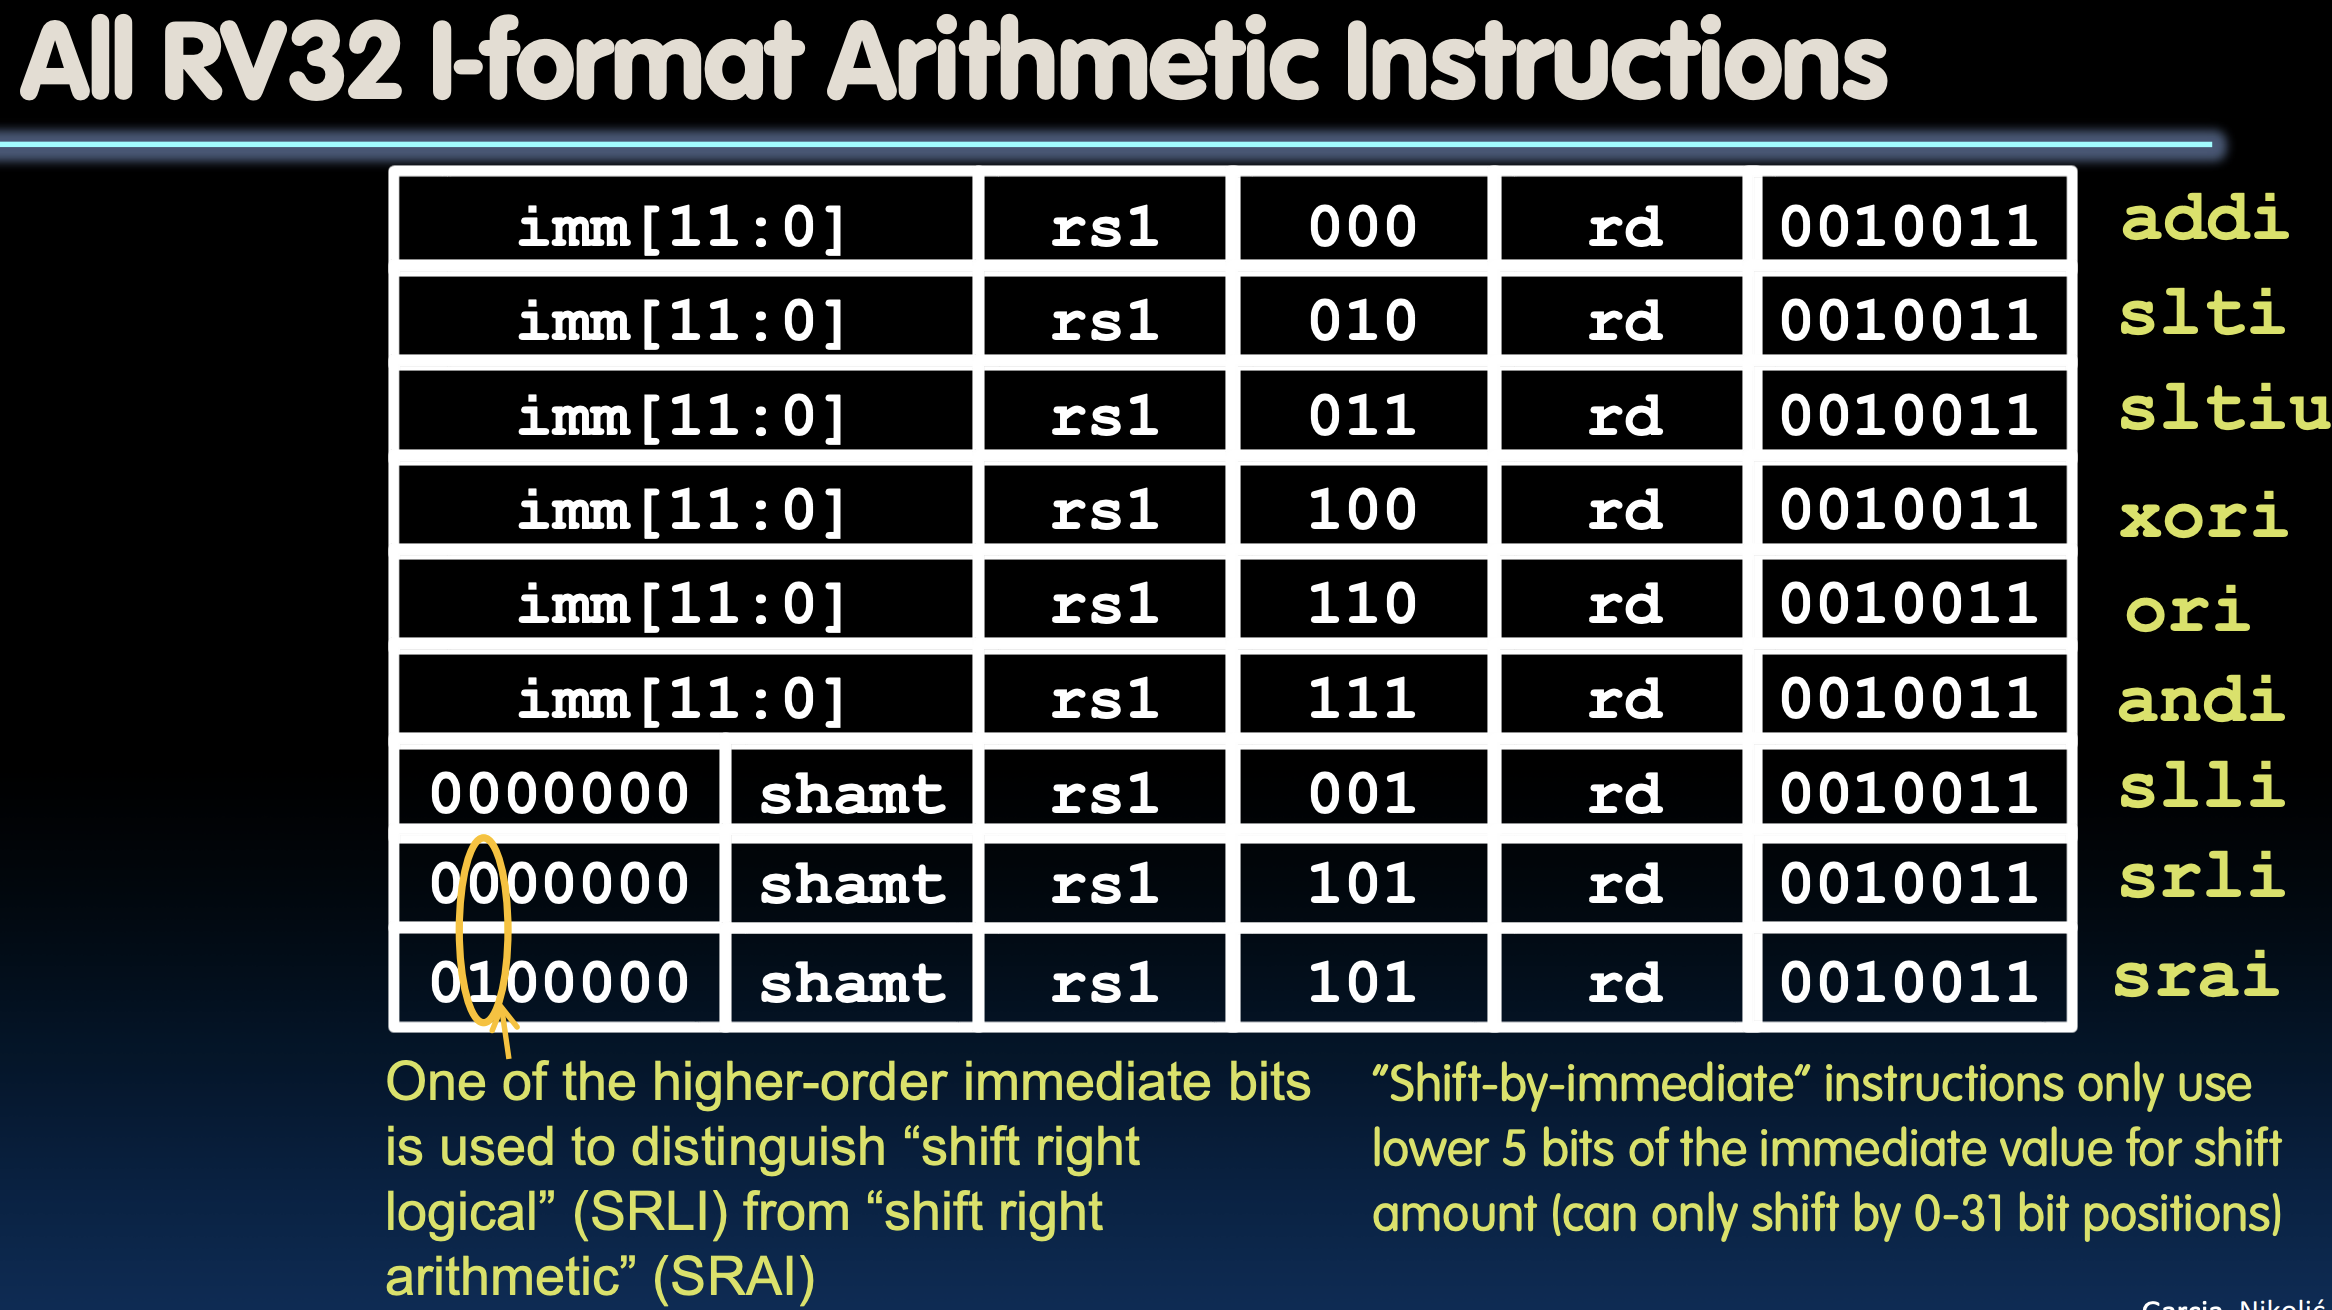 All RV32 I-format Arithmetic Instructions
imm[11:0] rs1 000 rd 0010011 addi
imm[11:0] rs1 010 rd 0010011 slti
imm[11:0] rs1 011 rd 0010011 sltiu
imm[11:0] rs1 100 rd 0010011 xori
imm[11:0] rs1 110 rd 0010011 ori
imm[11:0] rs1 111 rd 0010011 andi
0000000 shamt rs1 001 rd 0010011 slli
0000000 shamt rs1 101 rd 0010011 srli
0100000 shamt rs1 101 rd 0010011 srai
One of the higher-order immediate bits
is used to distinguish “shift right
logical” (SRLI) from “shift right
arithmetic” (SRAI)
"Shift-by-immediate" instructions only use
lower 5 bits of the immediate value for shift
amount (can only shift by 0-31 bit positions)